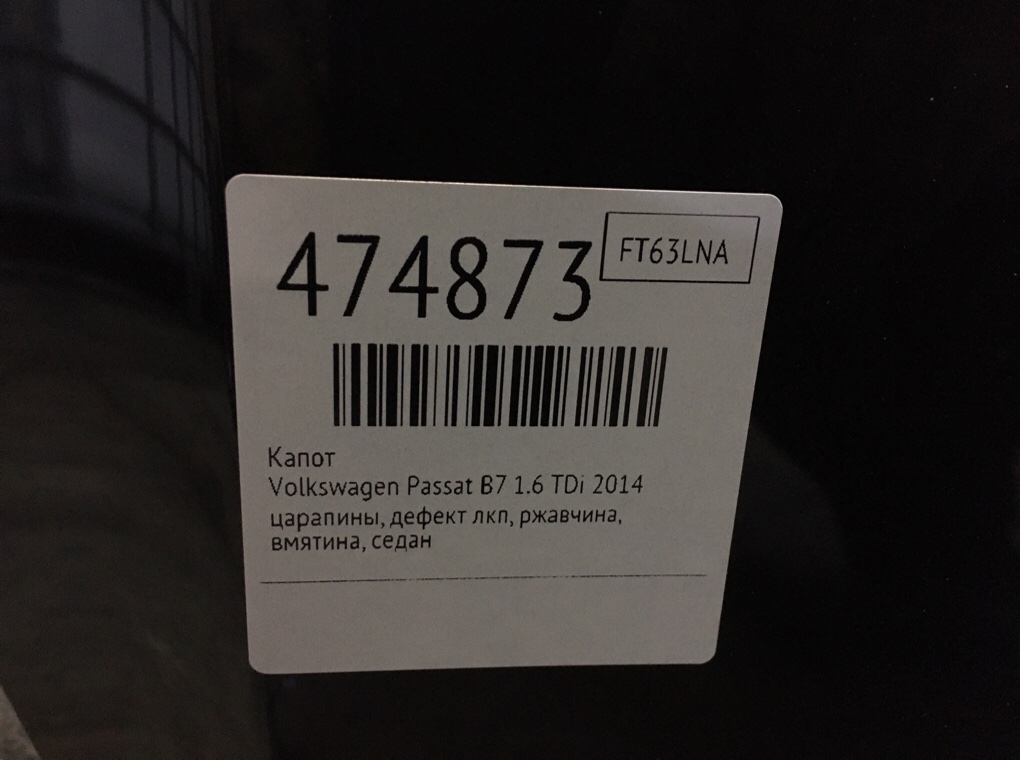 474873
FT63LNA
Капот
Volkswagen Passat B7 1.6 TDi 2014
царапины, дефект лкп, ржавчина,
вмятина, седан